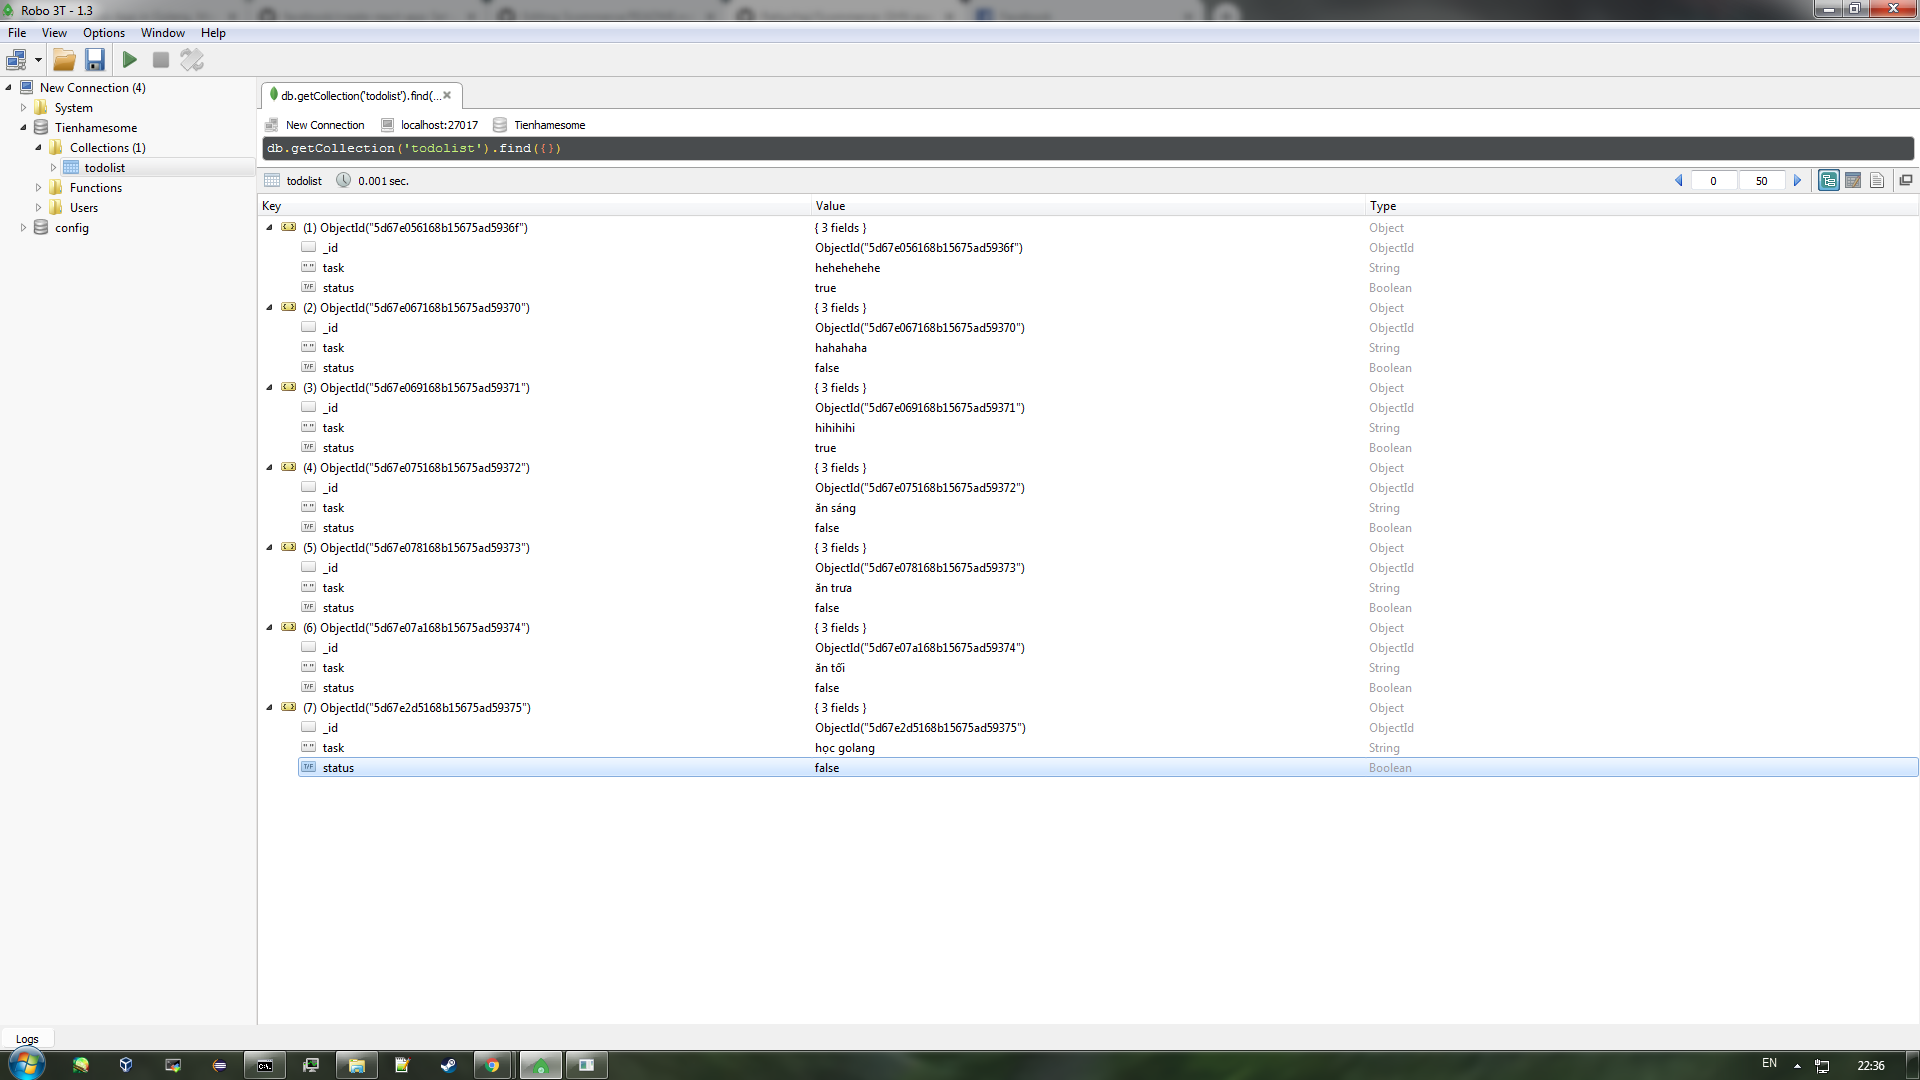 Robo 3T - 1.3
File View Options Window Help
New Connection (4)
System
Tienhamesome
Collections (1)
todolist
Functions
Users
config
db.getCollection('todolist').find(...
New Connection localhost:27017 Tienhamesome
db.getCollection('todolist').find({})
todolist 0.001 sec. 0 50
Key Value Type
(1) ObjectId("5d67e056168b15675ad5936f") { 3 fields } Object
_id ObjectId("5d67e056168b15675ad5936f") ObjectId
task hehehehehe String
status true Boolean
(2) ObjectId("5d67e067168b15675ad59370") { 3 fields } Object
_id ObjectId("5d67e067168b15675ad59370") ObjectId
task hahahaha String
status false Boolean
(3) ObjectId("5d67e069168b15675ad59371") { 3 fields } Object
_id ObjectId("5d67e069168b15675ad59371") ObjectId
task hihihihi String
status true Boolean
(4) ObjectId("5d67e075168b15675ad59372") { 3 fields } Object
_id ObjectId("5d67e075168b15675ad59372") ObjectId
task ăn sáng String
status false Boolean
(5) ObjectId("5d67e078168b15675ad59373") { 3 fields } Object
_id ObjectId("5d67e078168b15675ad59373") ObjectId
task ăn trưa String
status false Boolean
(6) ObjectId("5d67e07a168b15675ad59374") { 3 fields } Object
_id ObjectId("5d67e07a168b15675ad59374") ObjectId
task ăn tối String
status false Boolean
(7) ObjectId("5d67e2d5168b15675ad59375") { 3 fields } Object
_id ObjectId("5d67e2d5168b15675ad59375") ObjectId
task học golang String
status false Boolean
Logs
EN 22:36